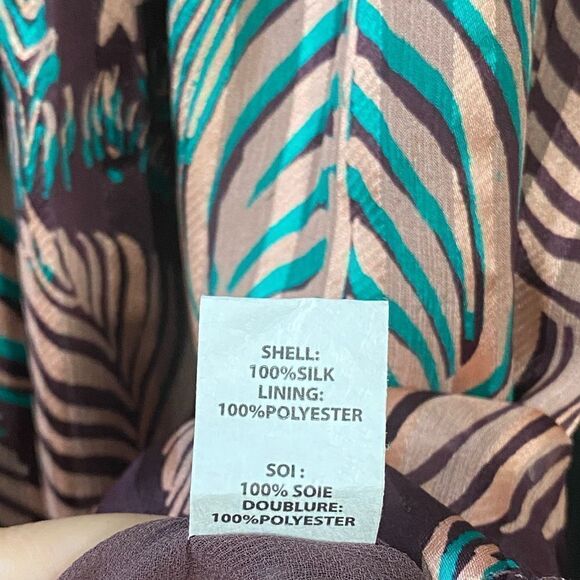 SHELL:
100%SILK
LINING:
100%POLYESTER
SOI :
100% SOIE
DOUBLURE:
100%POLYESTER